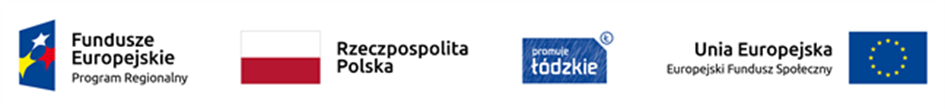 Fundusze
Europejskie
Program Regionalny
Rzeczpospolita
Polska
promuje
łódzkie
Unia Europejska
Europejski Fundusz Społeczny